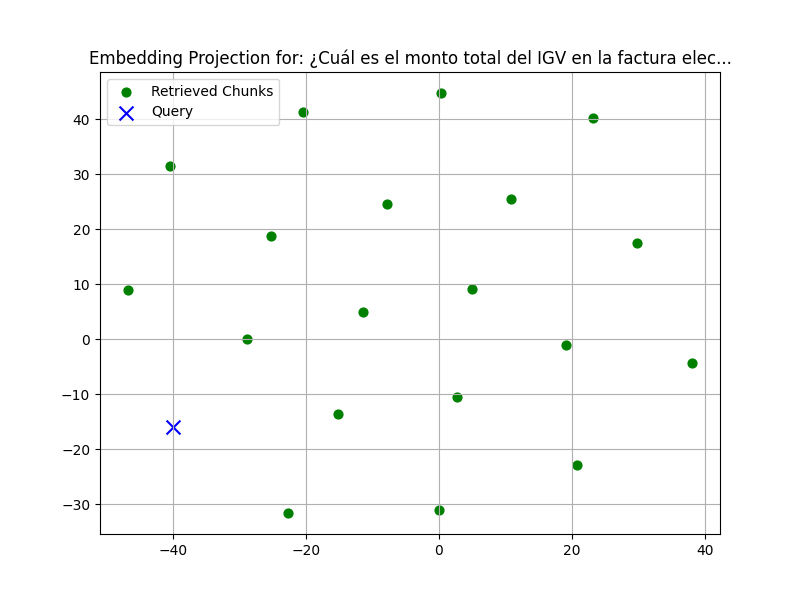 Embedding Projection for: ¿Cuál es el monto total del IGV en la factura elec...
Retrieved Chunks
Query
40
30
20
10
0
−10
−20
−30
−40 −20 0 20 40